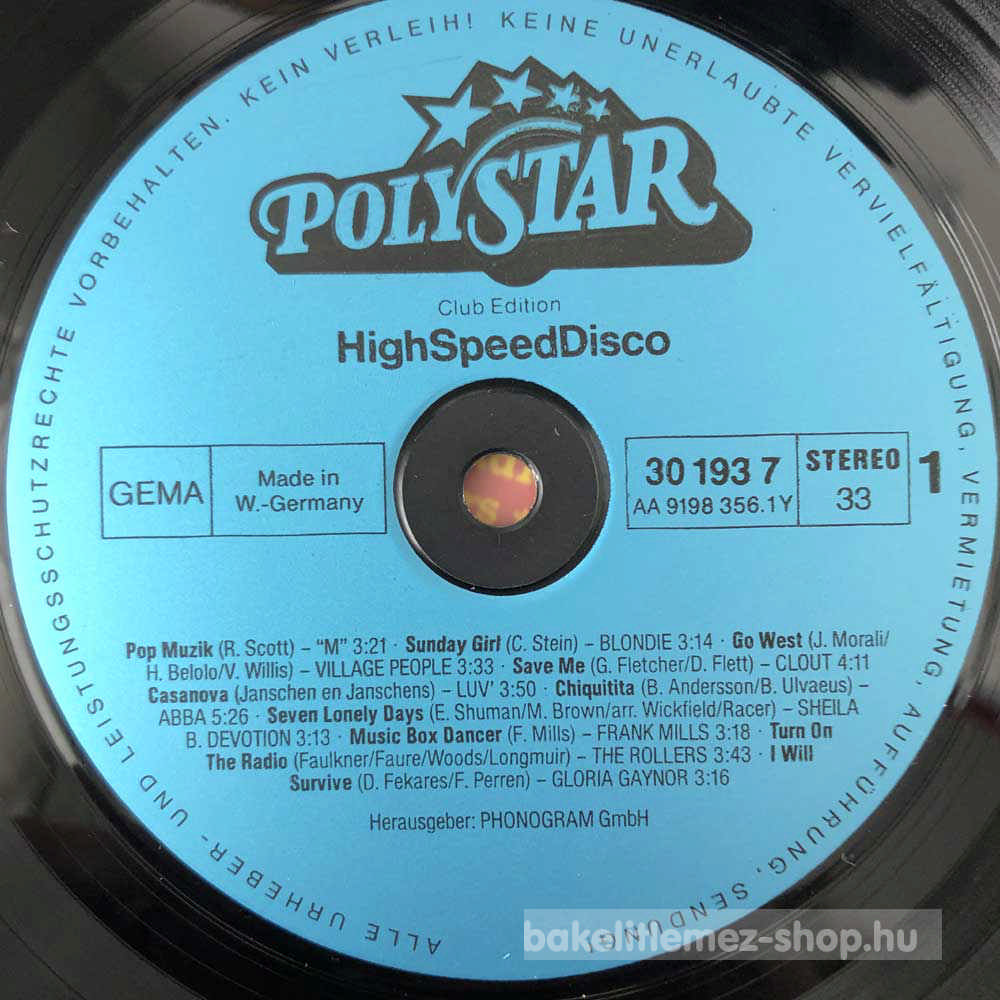 ALLE URHEBER- UND LEISTUNGSSCHUTZRECHTE VORBEHALTEN. KEIN VERLEIH! KEINE UNERLAUBTE VERVIELFÄLTIGUNG, VERMIETUNG, AUFFÜHRUNG, SENDUNG!
POLYSTAR
Club Edition
HighSpeedDisco
GEMA
Made in
W.-Germany
30 193 7
AA 9198 356.1Y
STEREO
33
1
Pop Muzik (R. Scott) – “M” 3:21 · Sunday Girl (C. Stein) – BLONDIE 3:14 · Go West (J. Morali/
H. Belolo/V. Willis) – VILLAGE PEOPLE 3:33 · Save Me (G. Fletcher/D. Flett) – CLOUT 4:11
Casanova (Janschen en Janschens) – LUV’ 3:50 · Chiquitita (B. Andersson/B. Ulvaeus) –
ABBA 5:26 · Seven Lonely Days (E. Shuman/M. Brown/arr. Wickfield/Racer) – SHEILA
B. DEVOTION 3:13 · Music Box Dancer (F. Mills) – FRANK MILLS 3:18 · Turn On
The Radio (Faulkner/Faure/Woods/Longmuir) – THE ROLLERS 3:43 · I Will
Survive (D. Fekares/F. Perren) – GLORIA GAYNOR 3:16
Herausgeber: PHONOGRAM GmbH
bakelitlemez-shop.hu